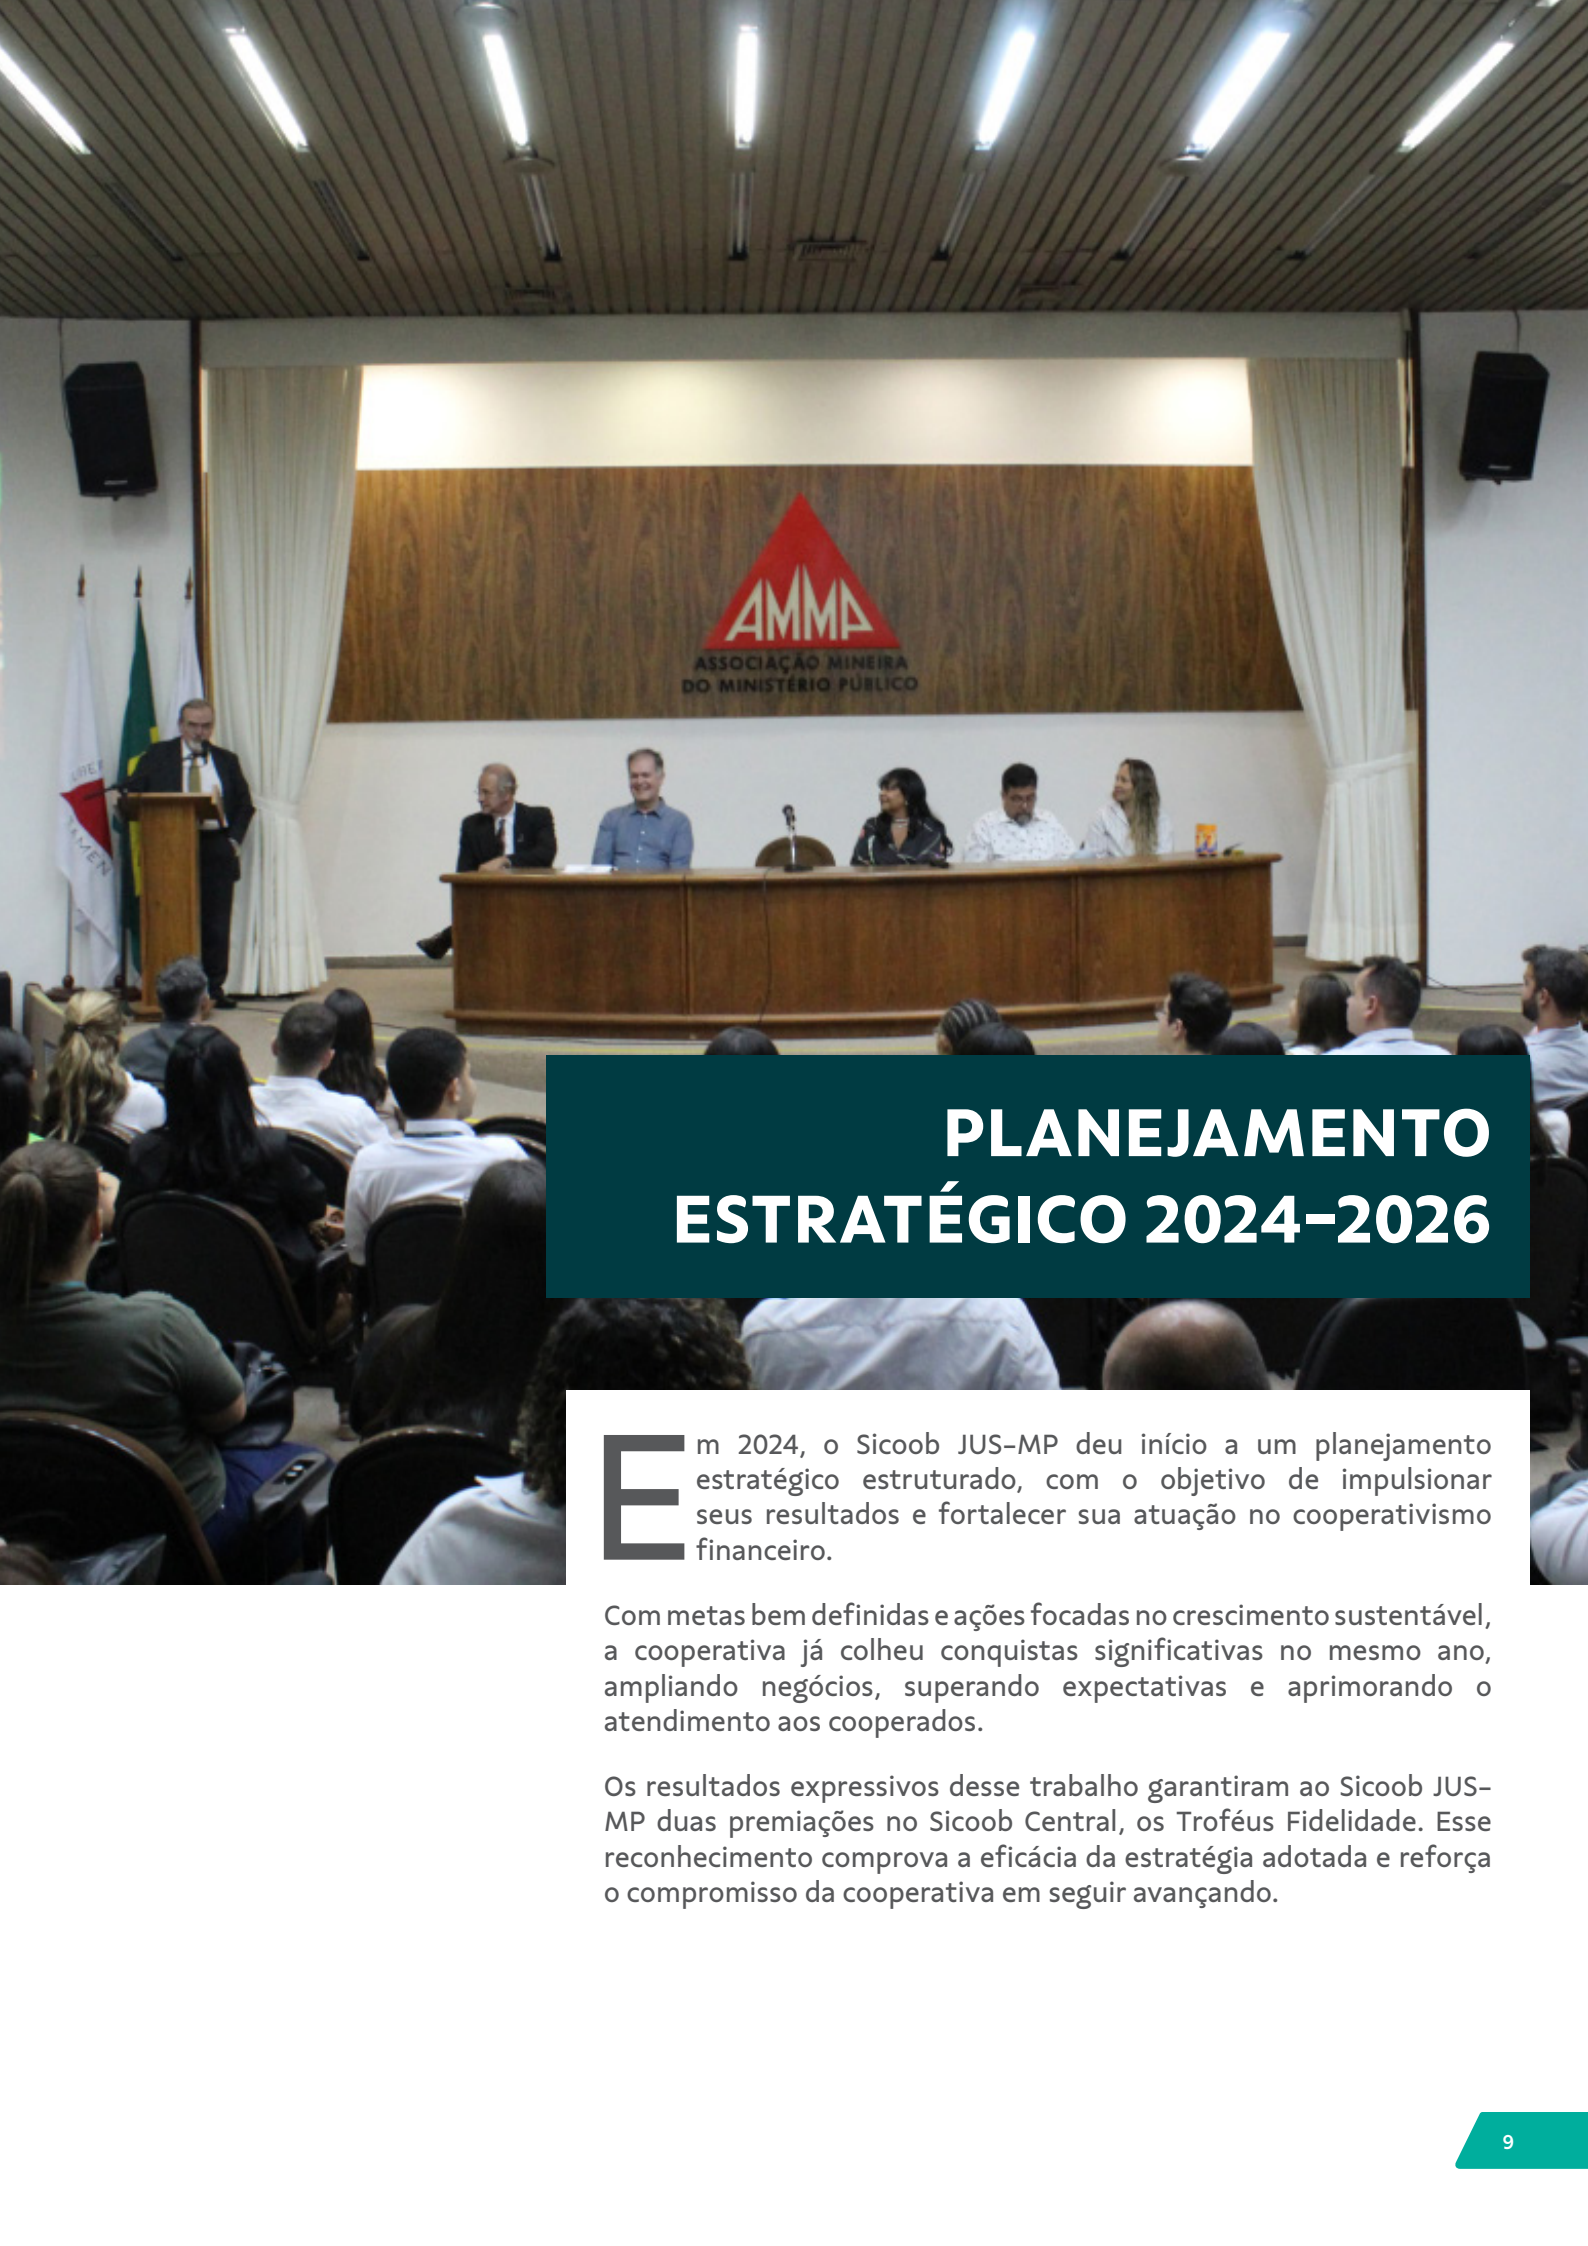 AMMP
ASSOCIAÇÃO MINEIRA
DO MINISTÉRIO PÚBLICO
PLANEJAMENTO
ESTRATÉGICO 2024–2026
Em 2024, o Sicoob JUS-MP deu início a um planejamento
estratégico estruturado, com o objetivo de impulsionar
seus resultados e fortalecer sua atuação no cooperativismo
financeiro.
Com metas bem definidas e ações focadas no crescimento sustentável,
a cooperativa já colheu conquistas significativas no mesmo ano,
ampliando negócios, superando expectativas e aprimorando o
atendimento aos cooperados.
Os resultados expressivos desse trabalho garantiram ao Sicoob JUS-
MP duas premiações no Sicoob Central, os Troféus Fidelidade. Esse
reconhecimento comprova a eficácia da estratégia adotada e reforça
o compromisso da cooperativa em seguir avançando.
9